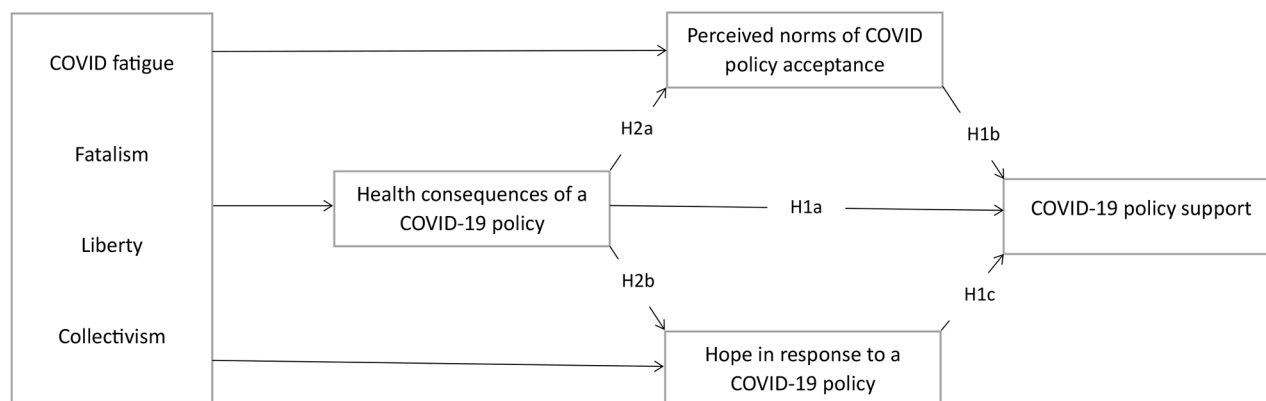 COVID fatigue
Fatalism
Liberty
Collectivism
Health consequences of a
COVID-19 policy
Perceived norms of COVID
policy acceptance
H2a
H1b
H1a
H2b
H1c
COVID-19 policy support
Hope in response to a
COVID-19 policy